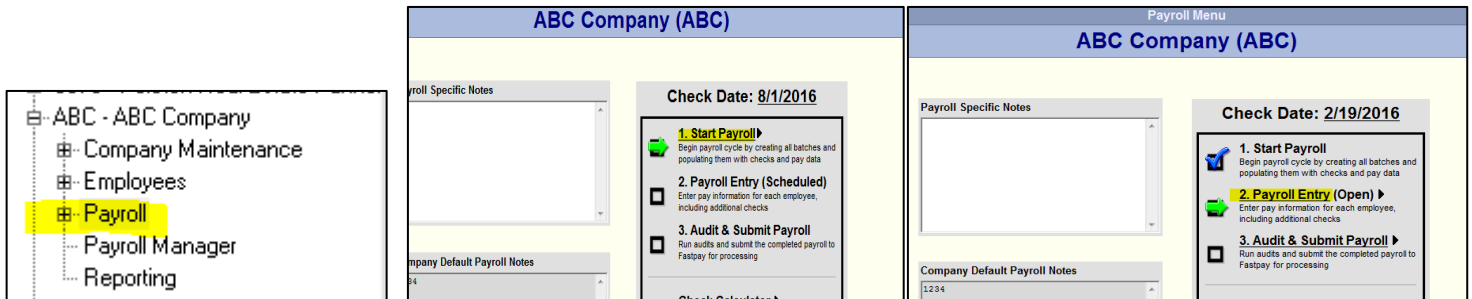 ABC - ABC Company
Company Maintenance
Employees
Payroll
Payroll Manager
Reporting
ABC Company (ABC)
yroll Specific Notes
Check Date: 8/1/2016
1. Start Payroll
Begin payroll cycle by creating all batches and
populating them with checks and pay data
2. Payroll Entry (Scheduled)
Enter pay information for each employee,
including additional checks
3. Audit & Submit Payroll
Run audits and submit the completed payroll to
Fastpay for processing
mpany Default Payroll Notes
34
Check Calculator
Payroll Menu
ABC Company (ABC)
Payroll Specific Notes
Check Date: 2/19/2016
1. Start Payroll
Begin payroll cycle by creating all batches and
populating them with checks and pay data
2. Payroll Entry (Open)
Enter pay information for each employee,
including additional checks
3. Audit & Submit Payroll
Run audits and submit the completed payroll to
Fastpay for processing
Company Default Payroll Notes
1234